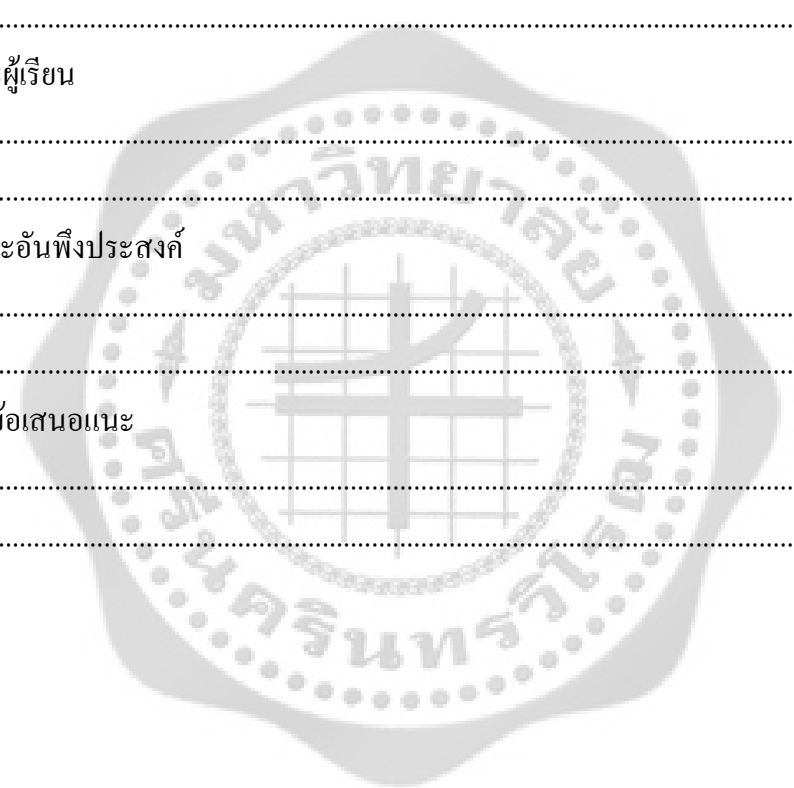 ผู้เรียน
ะอันพึงประสงค์
ข้อเสนอแนะ
มหาวิทยาลัย
ศรีนครินทรวิโรฒ